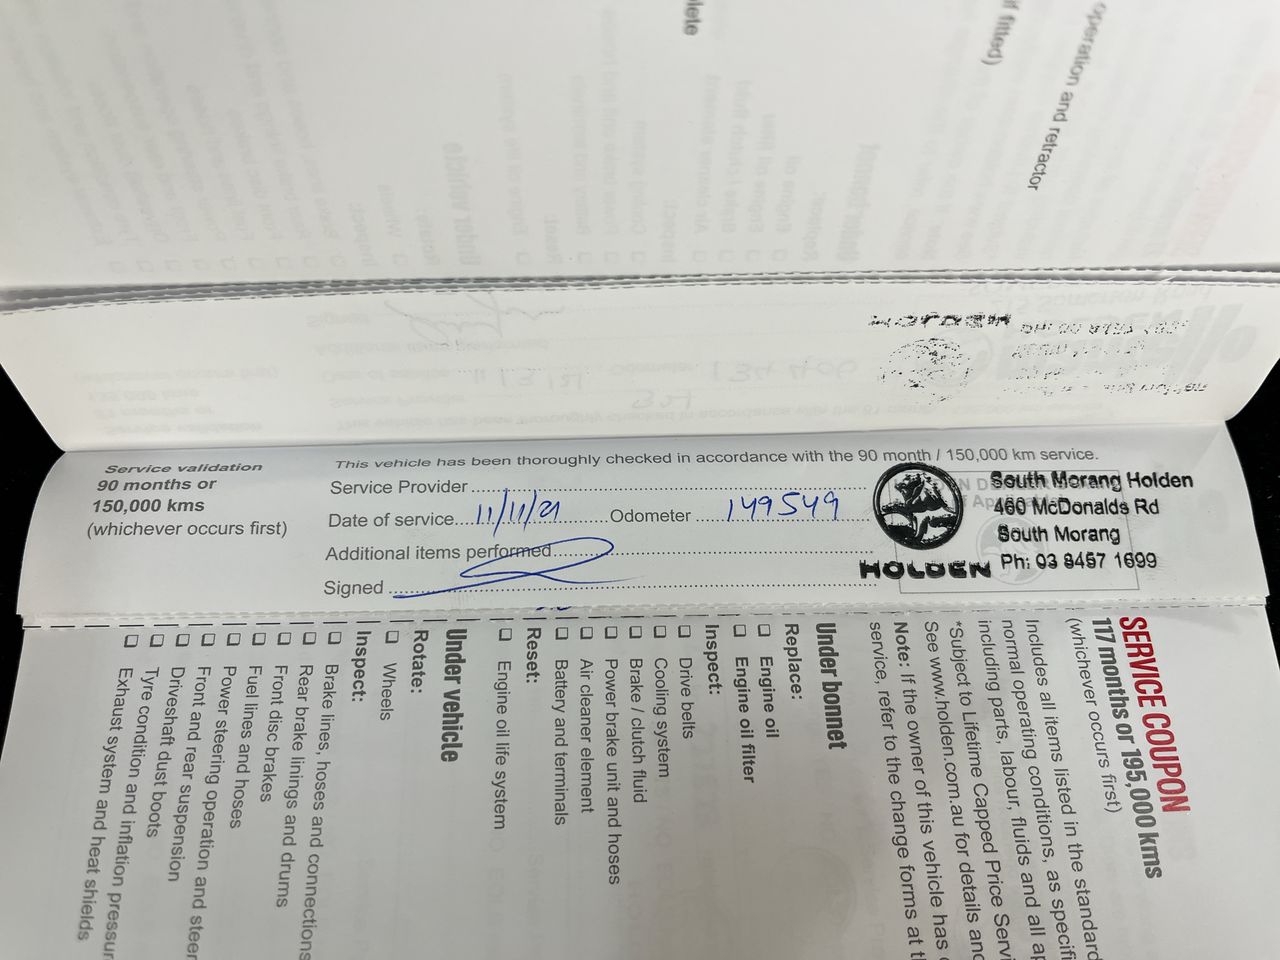 plete
if fitted)
operation and retractor
Service validation
90 months or
150,000 kms
(whichever occurs first)
This vehicle has been thoroughly checked in accordance with the 90 month / 150,000 km service.
Service Provider
Date of service 11/11/21 Odometer 149549
Additional items performed
Signed
HOLDEN
South Morang Holden
460 McDonalds Rd
South Morang
Ph: 03 8457 1699
SERVICE COUPON
117 months or 195,000 kms
(whichever occurs first)
Includes all items listed in the standard
normal operating conditions, as specifi
including parts, labour, fluids and all ap
*Subject to Lifetime Capped Price Servi
See www.holden.com.au for details and
Note: If the owner of this vehicle has
service, refer to the change forms at th
Under bonnet
Replace:
❑ Engine oil
❑ Engine oil filter
Inspect:
❑ Drive belts
❑ Cooling system
❑ Brake / clutch fluid
❑ Power brake unit and hoses
❑ Air cleaner element
❑ Battery and terminals
Reset:
❑ Engine oil life system
Under vehicle
Rotate:
❑ Wheels
Inspect:
❑ Brake lines, hoses and connections
❑ Rear brake linings and drums
❑ Front disc brakes
❑ Fuel lines and hoses
❑ Power steering operation and steer
❑ Front and rear suspension
❑ Driveshaft dust boots
❑ Tyre condition and inflation pressur
❑ Exhaust system and heat shields